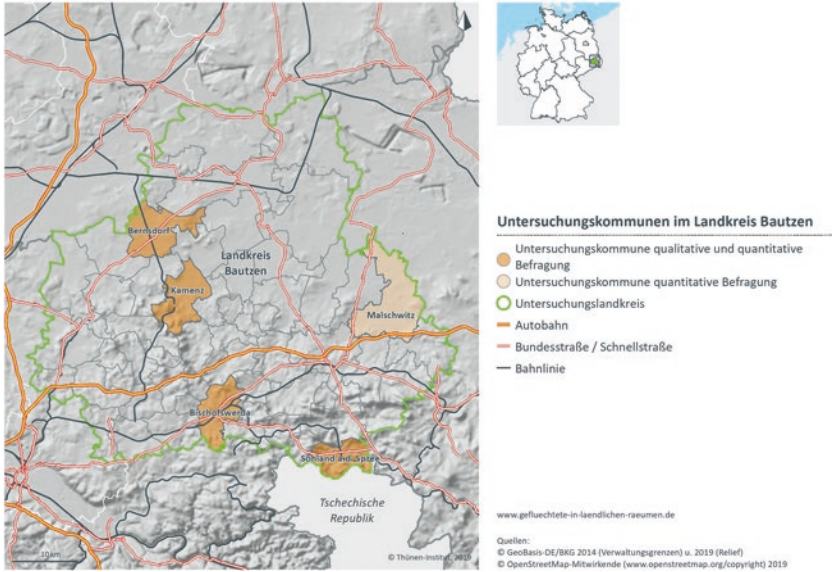 Bernsdorf
Landkreis
Bautzen
Kamenz
Malschwitz
Bischofswerda
Sohland a.d. Spree
Tschechische
Republik
10 km
© Thünen-Institut, 2019
Untersuchungskommunen im Landkreis Bautzen
Untersuchungskommune qualitative und quantitative
Befragung
Untersuchungskommune quantitative Befragung
Untersuchungslandkreis
Autobahn
Bundesstraße / Schnellstraße
Bahnlinie
www.gefluechtete-in-laendlichen-raeumen.de
Quellen:
© GeoBasis-DE/BKG 2014 (Verwaltungsgrenzen) u. 2019 (Relief)
© OpenStreetMap-Mitwirkende (www.openstreetmap.org/copyright) 2019